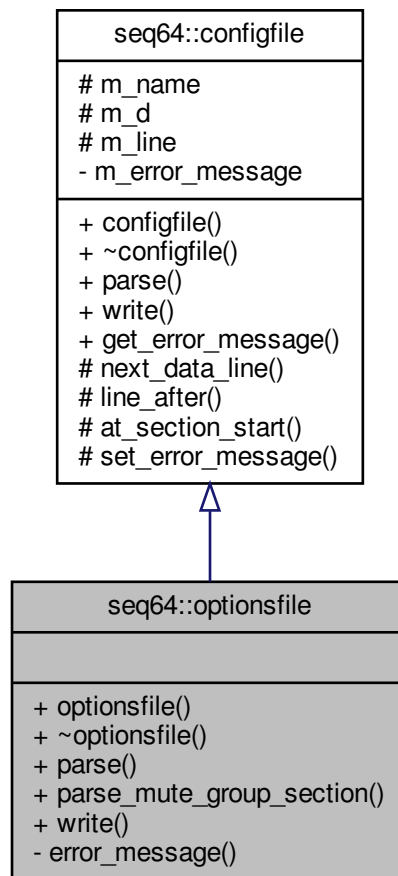 seq64::configfile
# m_name
# m_d
# m_line
- m_error_message
+ configfile()
+ ~configfile()
+ parse()
+ write()
+ get_error_message()
# next_data_line()
# line_after()
# at_section_start()
# set_error_message()
seq64::optionsfile
+ optionsfile()
+ ~optionsfile()
+ parse()
+ parse_mute_group_section()
+ write()
- error_message()